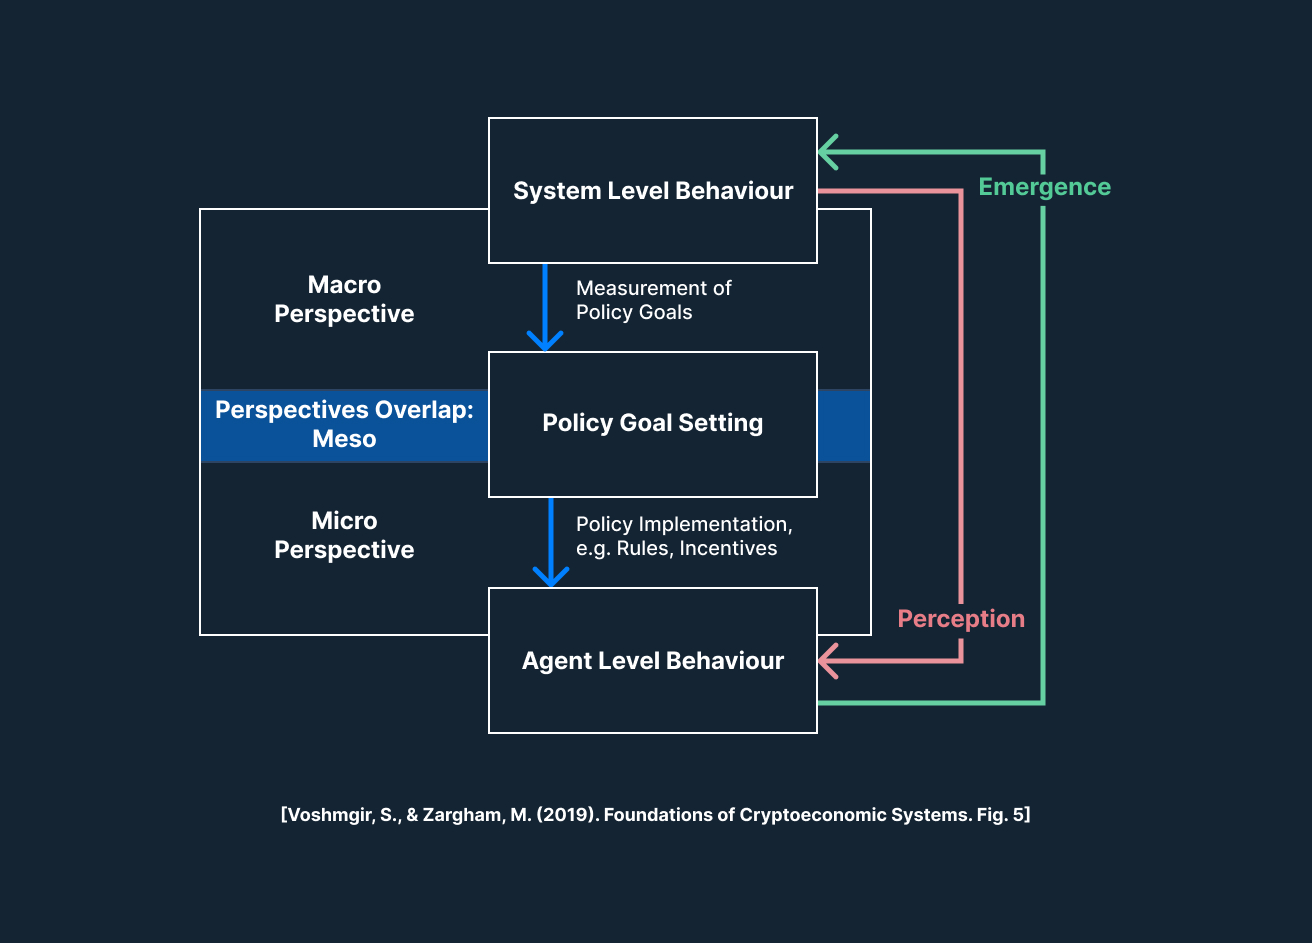 System Level Behaviour
Emergence
Macro
Perspective
Measurement of
Policy Goals
Perspectives Overlap:
Meso
Policy Goal Setting
Micro
Perspective
Policy Implementation,
e.g. Rules, Incentives
Perception
Agent Level Behaviour
[Voshmgir, S., & Zargham, M. (2019). Foundations of Cryptoeconomic Systems. Fig. 5]